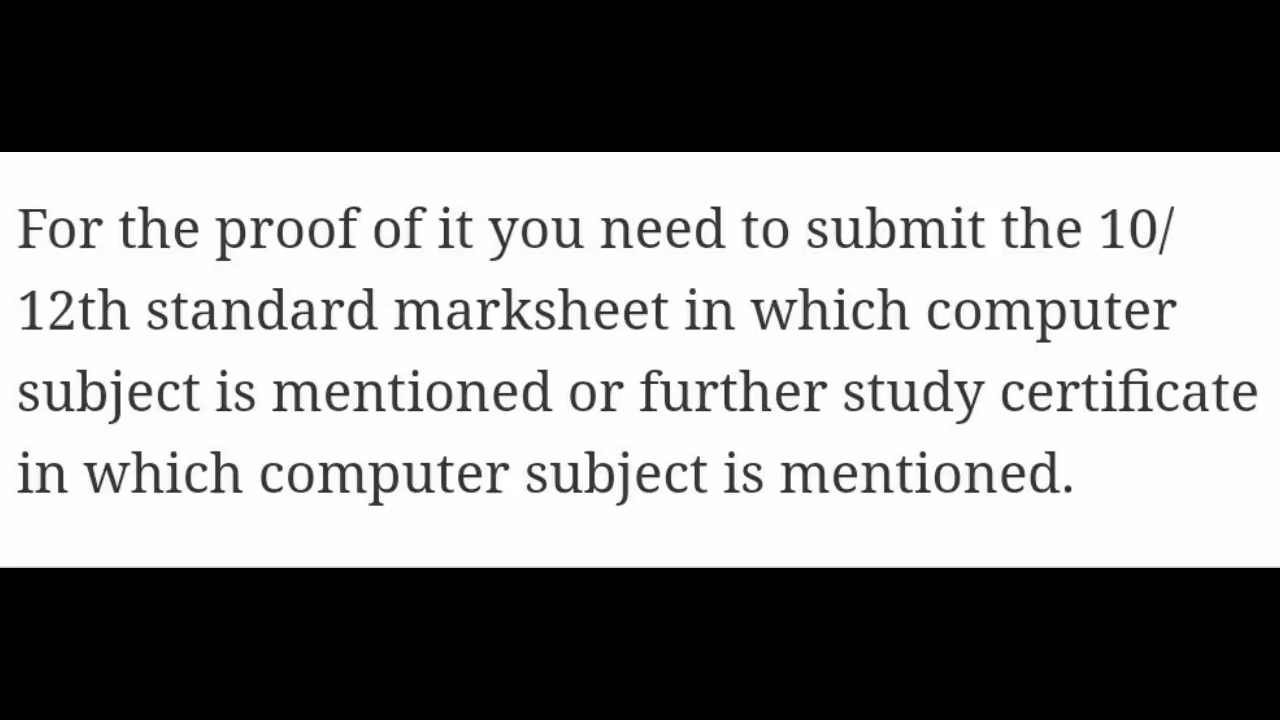 For the proof of it you need to submit the 10/
12th standard marksheet in which computer
subject is mentioned or further study certificate
in which computer subject is mentioned.